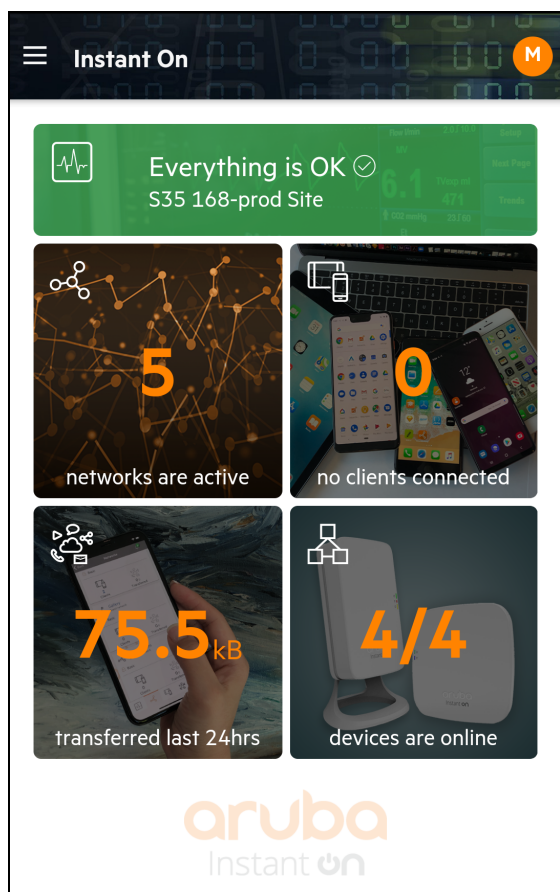 Instant On
M
Everything is OK
S35 168-prod Site
5
networks are active
0
no clients connected
75.5kB
transferred last 24hrs
4/4
devices are online
aruba
Instant on